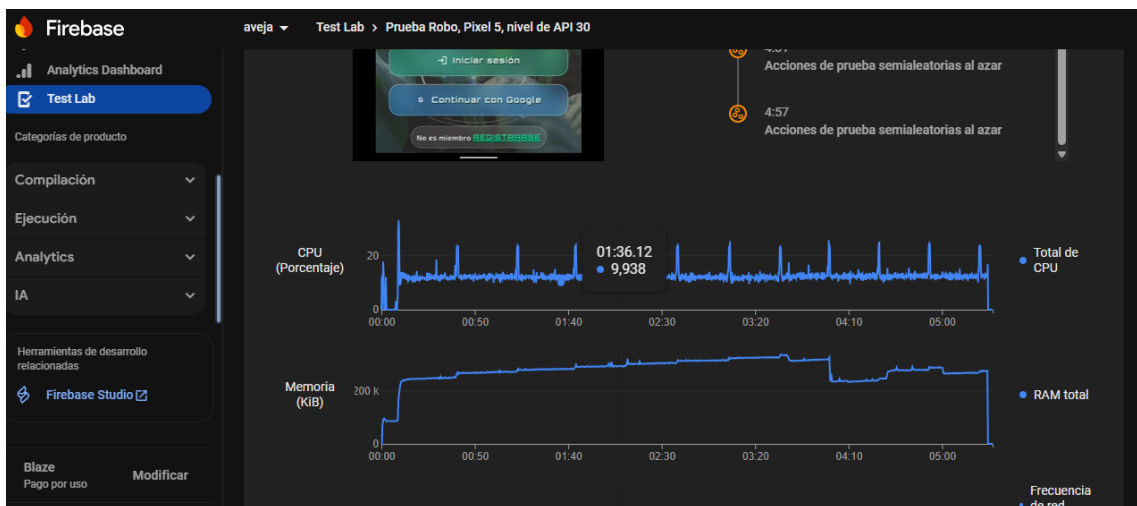 Firebase
aveja
Test Lab > Prueba Robo, Pixel 5, nivel de API 30
Analytics Dashboard
Test Lab
Categorías de producto
Compilación
Ejecución
Analytics
IA
Herramientas de desarrollo
relacionadas
Firebase Studio
Blaze
Pago por uso
Modificar
Iniciar sesión
G Continuar con Google
No es miembro REGISTRARSE
Acciones de prueba semialeatorias al azar
4:57
Acciones de prueba semialeatorias al azar
CPU
(Porcentaje)
20
0
01:36.12
9,938
00:00 00:50 01:40 02:30 03:20 04:10 05:00
Total de
CPU
Memoria
(KiB)
200 k
0
00:00 00:50 01:40 02:30 03:20 04:10 05:00
RAM total
Frecuencia
de red